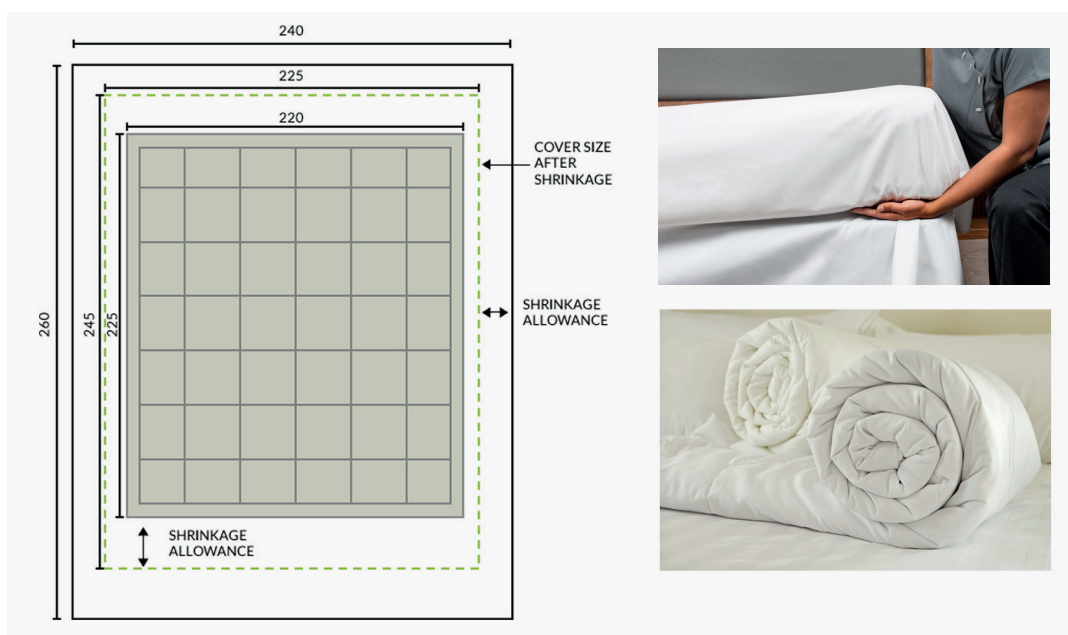 240
225
220
COVER SIZE
AFTER
SHRINKAGE
SHRINKAGE
ALLOWANCE
260
245
225
SHRINKAGE
ALLOWANCE